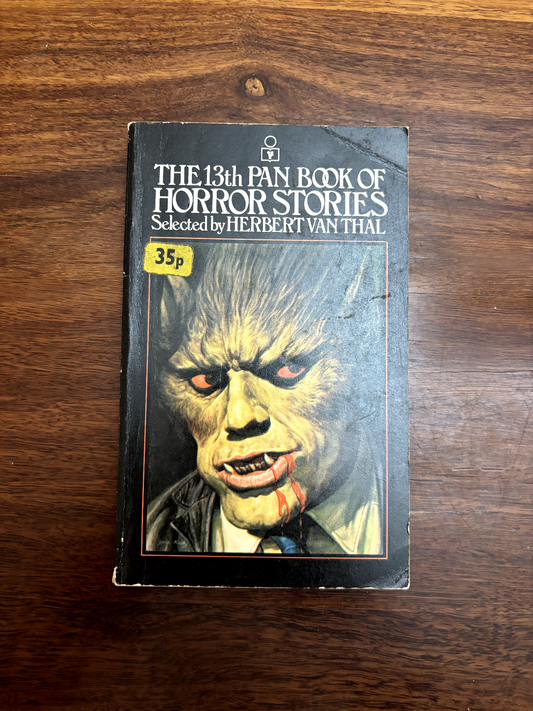 THE 13th PAN BOOK OF
HORROR STORIES
Selected by HERBERT VAN THAL
35p